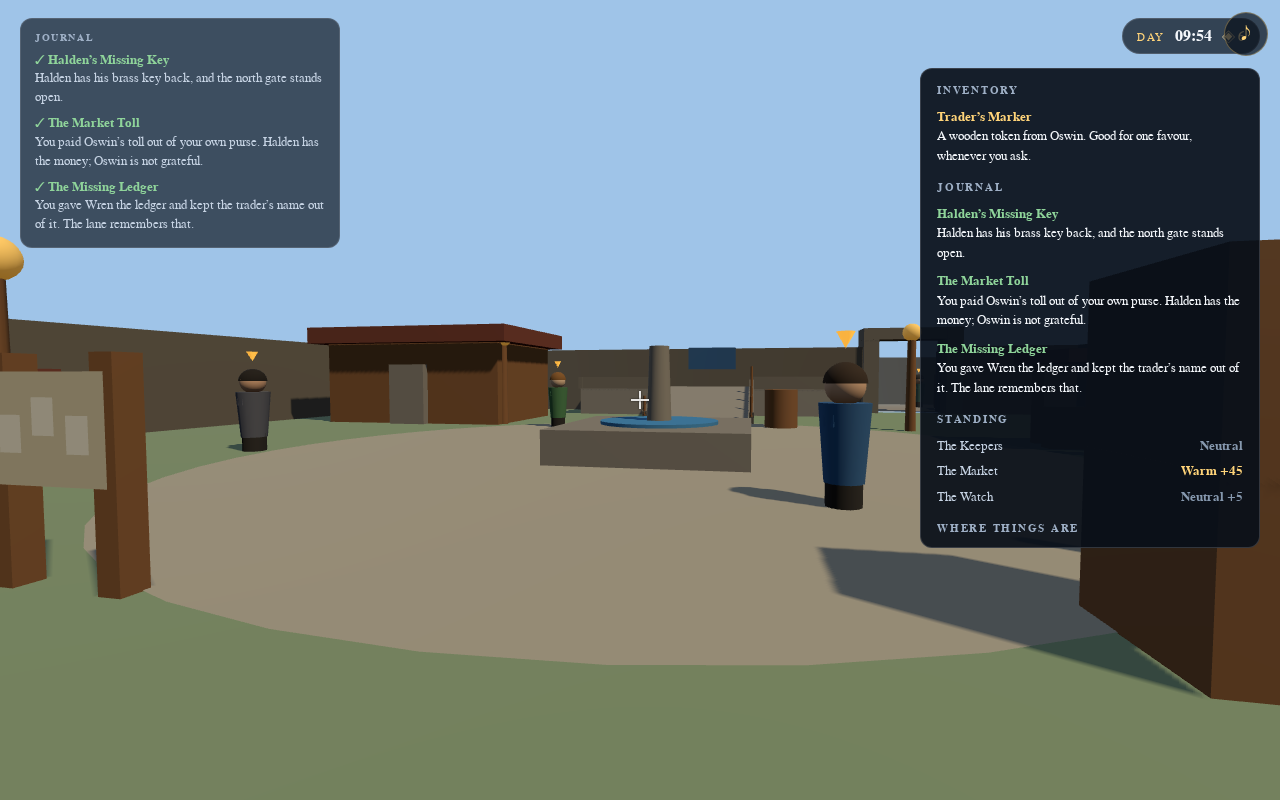 JOURNAL
✓ Halden's Missing Key
Halden has his brass key back, and the north gate stands
open.
✓ The Market Toll
You paid Oswin's toll out of your own purse. Halden has
the money; Oswin is not grateful.
✓ The Missing Ledger
You gave Wren the ledger and kept the trader's name out
of it. The lane remembers that.
DAY 09:54
INVENTORY
Trader's Marker
A wooden token from Oswin. Good for one favour,
whenever you ask.
JOURNAL
Halden's Missing Key
Halden has his brass key back, and the north gate stands
open.
The Market Toll
You paid Oswin's toll out of your own purse. Halden has the
money; Oswin is not grateful.
The Missing Ledger
You gave Wren the ledger and kept the trader's name out of
it. The lane remembers that.
STANDING
The Keepers Neutral
The Market Warm +45
The Watch Neutral +5
WHERE THINGS ARE